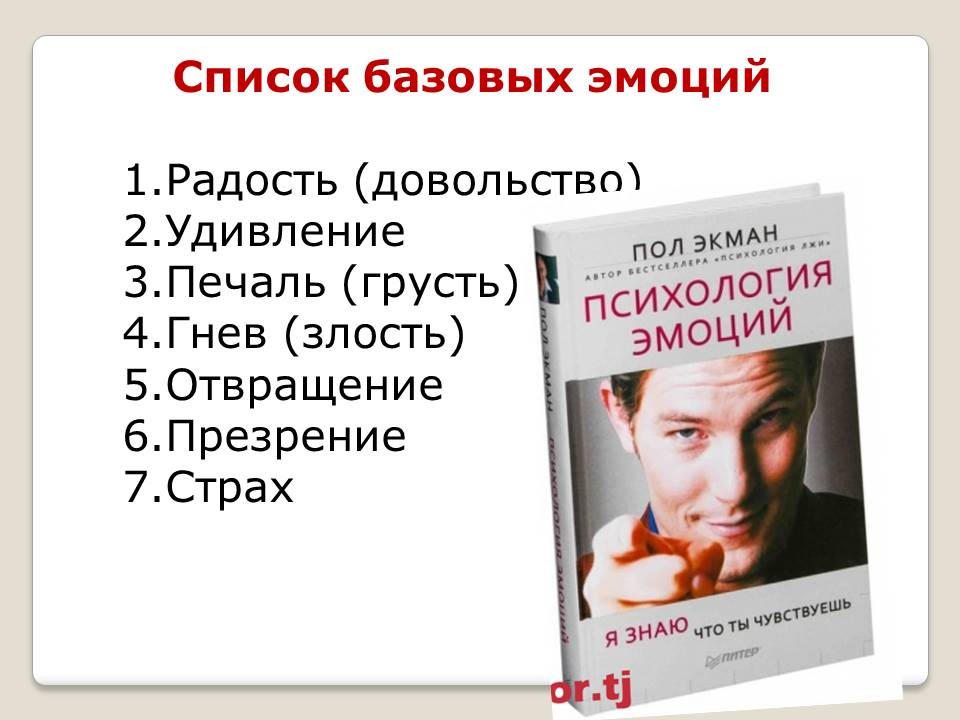 Список базовых эмоций
1.Радость (довольство)
2.Удивление
3.Печаль (грусть)
4.Гнев (злость)
5.Отвращение
6.Презрение
7.Страх
ПОЛ ЭКМАН
АВТОР БЕСТСЕЛЛЕРА «ПСИХОЛОГИЯ ЛЖИ»
ПСИХОЛОГИЯ
ЭМОЦИЙ
ПОЛ ЭКМАН ПСИХОЛОГИЯ ЭМОЦИЙ
Я ЗНАЮ ЧТО ТЫ ЧУВСТВУЕШЬ
ПИТЕР
or.tj